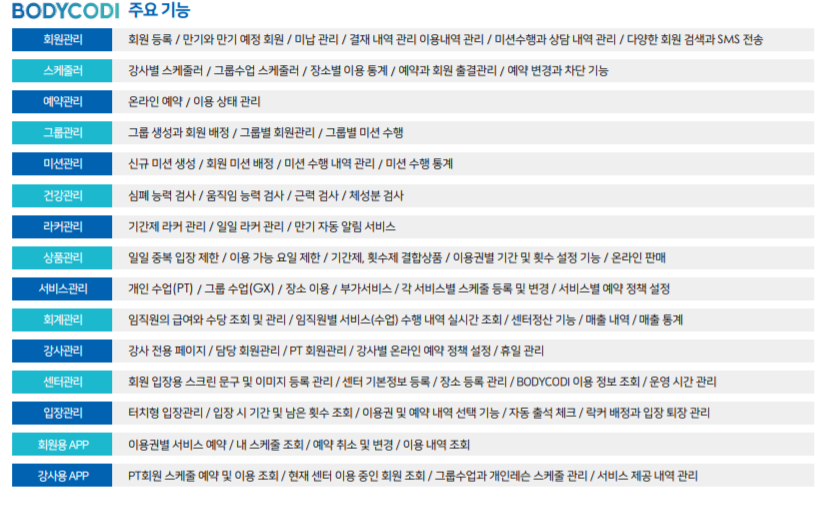 BODYCODI 주요 기능
회원관리 회원 등록 / 만기와 만기 예정 회원 / 미납 관리 / 결재 내역 관리 이용내역 관리 / 미션수행과 상담 내역 관리 / 다양한 회원 검색과 SMS 전송
스케줄러 강사별 스케줄러 / 그룹수업 스케줄러 / 장소별 이용 통계 / 예약과 회원 출결관리 / 예약 변경과 차단 기능
예약관리 온라인 예약 / 이용 상태 관리
그룹관리 그룹 생성과 회원 배정 / 그룹별 회원관리 / 그룹별 미션 수행
미션관리 신규 미션 생성 / 회원 미션 배정 / 미션 수행 내역 관리 / 미션 수행 통계
건강관리 심폐 능력 검사 / 움직임 능력 검사 / 근력 검사 / 체성분 검사
라커관리 기간제 라커 관리 / 일일 라커 관리 / 만기 자동 알림 서비스
상품관리 일일 중복 입장 제한 / 이용 가능 요일 제한 / 기간제, 횟수제 결합상품 / 이용권별 기간 및 횟수 설정 기능 / 온라인 판매
서비스관리 개인 수업(PT) / 그룹 수업(GX) / 장소 이용 / 부가서비스 / 각 서비스별 스케줄 등록 및 변경 / 서비스별 예약 정책 설정
회계관리 임직원의 급여와 수당 조회 및 관리 / 임직원별 서비스(수업) 수행 내역 실시간 조회 / 센터정산 기능 / 매출 내역 / 매출 통계
강사관리 강사 전용 페이지 / 담당 회원관리 / PT 회원관리 / 강사별 온라인 예약 정책 설정 / 휴일 관리
센터관리 회원 입장용 스크린 문구 및 이미지 등록 관리 / 센터 기본정보 등록 / 장소 등록 관리 / BODYCODI 이용 정보 조회 / 운영 시간 관리
입장관리 터치형 입장관리 / 입장 시 기간 및 남은 횟수 조회 / 이용권 및 예약 내역 선택 기능 / 자동 출석 체크 / 락커 배정과 입장 퇴장 관리
회원용 APP 이용권별 서비스 예약 / 내 스케줄 조회 / 예약 취소 및 변경 / 이용 내역 조회
강사용 APP PT회원 스케줄 예약 및 이용 조회 / 현재 센터 이용 중인 회원 조회 / 그룹수업과 개인레슨 스케줄 관리 / 서비스 제공 내역 관리